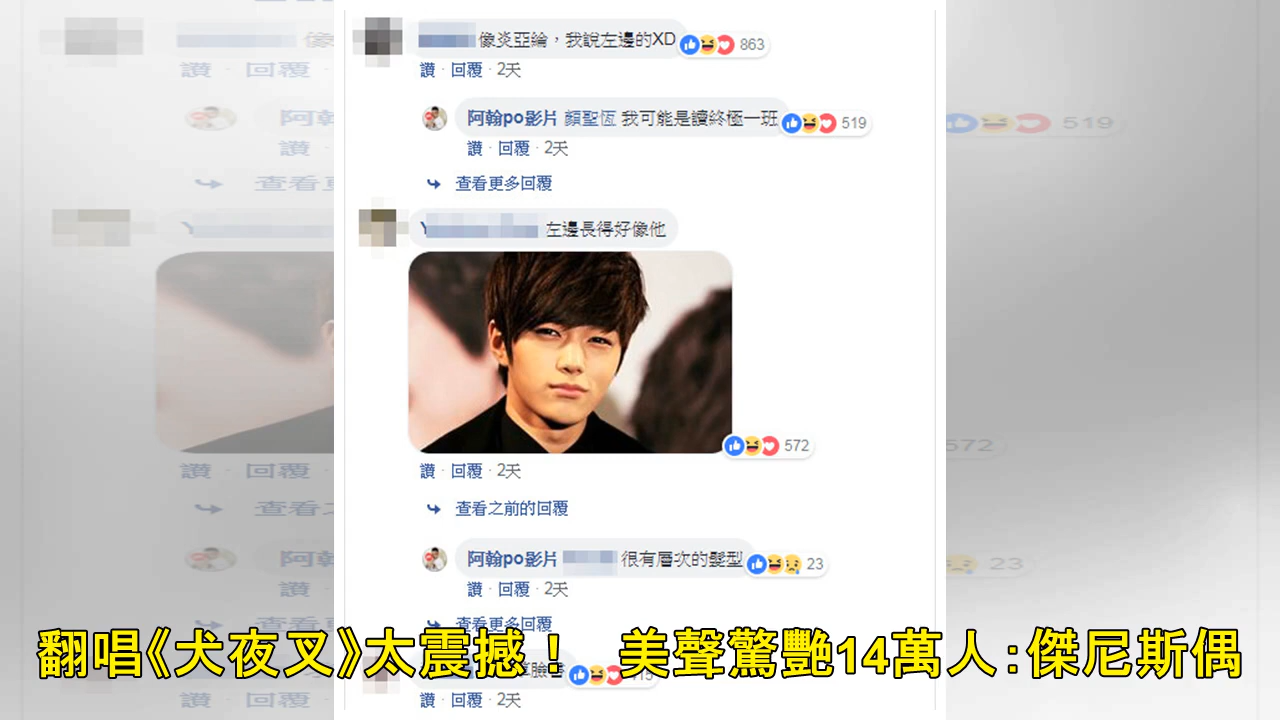 像炎亞綸，我說左邊的XD 863
讚 · 回覆 · 2天
阿翰po影片 顏聖恆 我可能是讀終極一班 519
讚 · 回覆 · 2天
查看更多回覆
左邊長得好像他
572
讚 · 回覆 · 2天
查看之前的回覆
阿翰po影片 很有層次的髮型 23
讚 · 回覆 · 2天
查看更多回覆
翻唱《犬夜叉》太震撼！ 美聲驚艷14萬人：傑尼斯偶
臉書
讚 · 回覆 · 2天